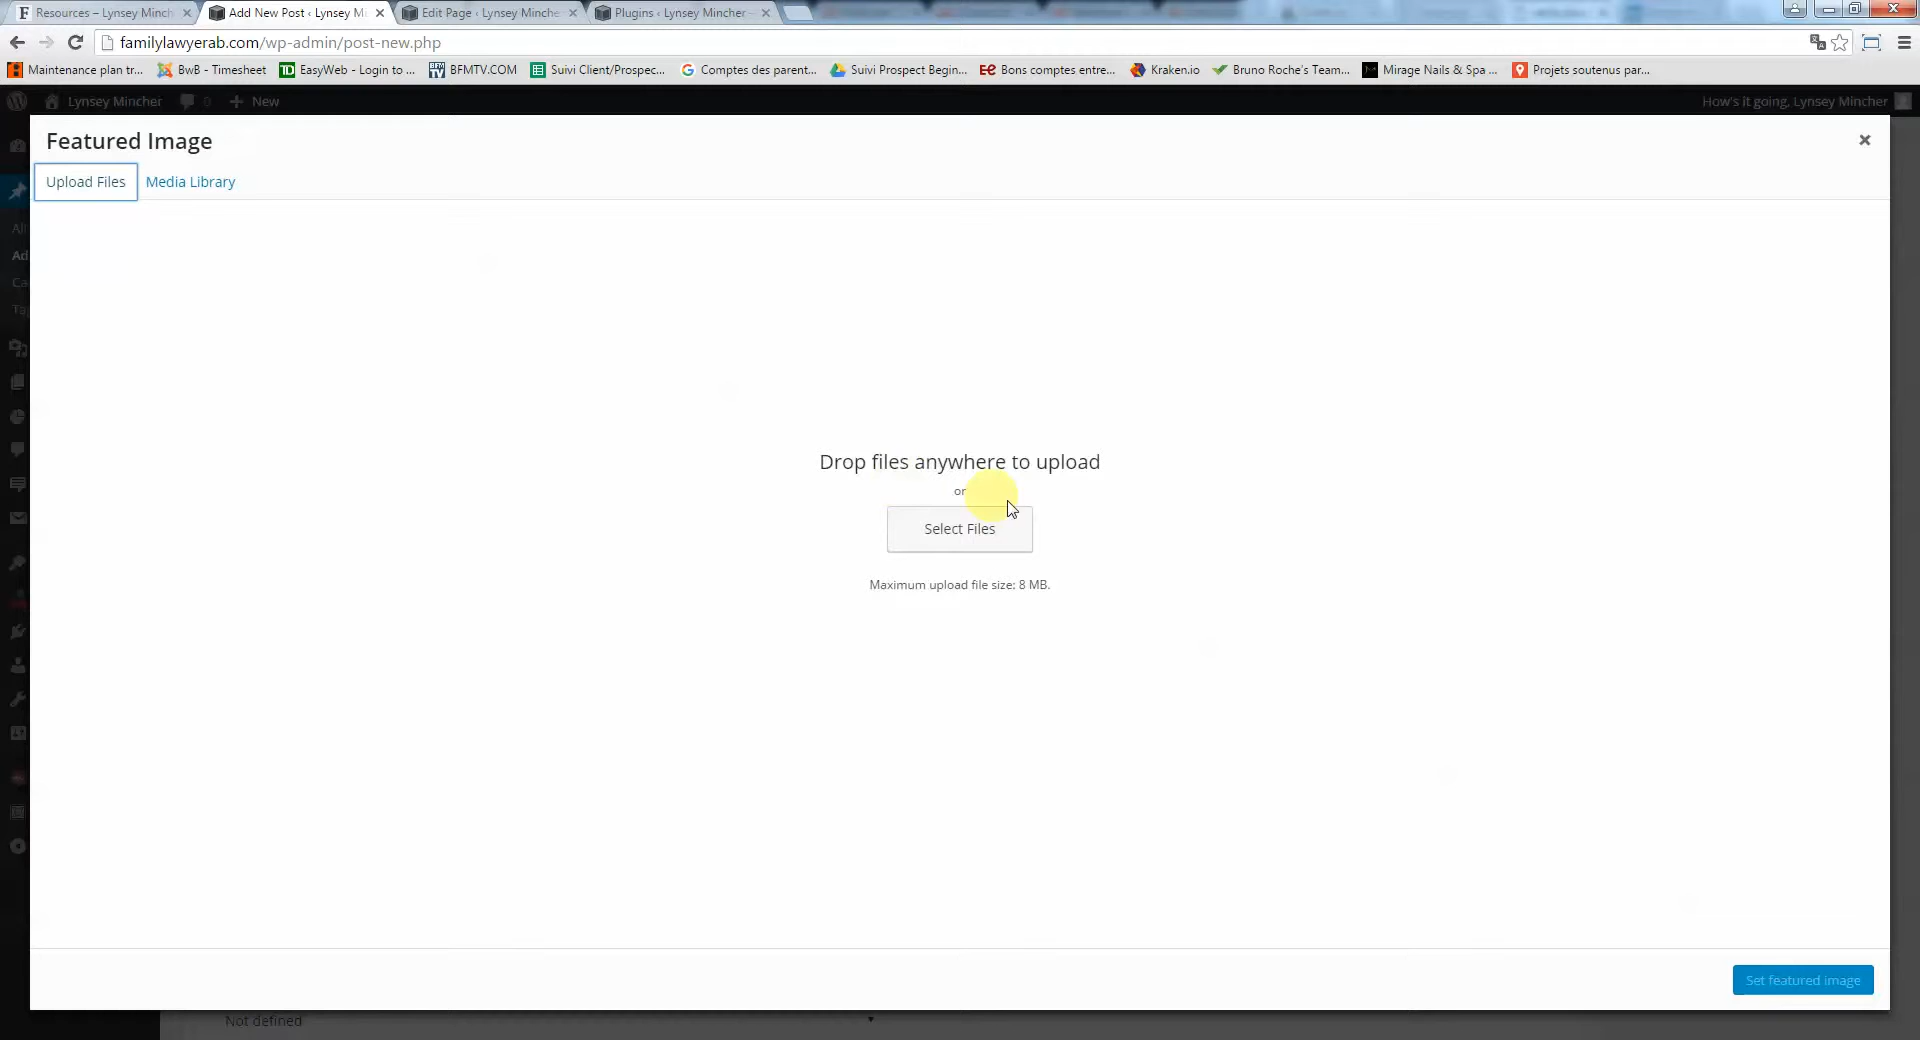 Resources – Lynsey Minch
Add New Post ‹ Lynsey Mi
Edit Page ‹ Lynsey Minche
Plugins ‹ Lynsey Mincher –
familylawyerab.com/wp-admin/post-new.php
Maintenance plan tr...
BwB - Timesheet
EasyWeb - Login to ...
BFMTV.COM
Suivi Client/Prospec...
Comptes des parent...
Suivi Prospect Begin...
Bons comptes entre...
Kraken.io
Bruno Roche's Team...
Mirage Nails & Spa ...
Projets soutenus par...
Lynsey Mincher
0
New
How's it going, Lynsey Mincher
Featured Image
Upload Files
Media Library
All
Ad
Ca
Ta
Drop files anywhere to upload
or
Select Files
Maximum upload file size: 8 MB.
Set featured image
Not defined